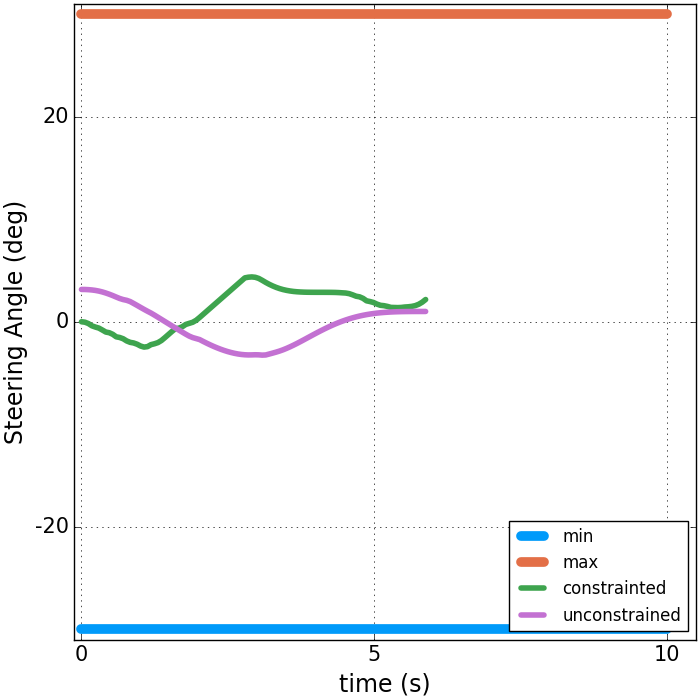 Steering Angle (deg)
20
0
-20
0
5
10
time (s)
min
max
constrainted
unconstrained